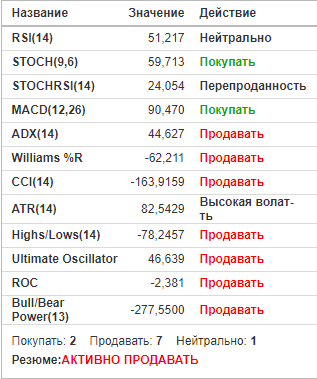 Название Значение Действие
RSI(14) 51,217 Нейтрально
STOCH(9,6) 59,713 Покупать
STOCHRSI(14) 24,054 Перепроданность
MACD(12,26) 90,470 Покупать
ADX(14) 44,627 Продавать
Williams %R -62,211 Продавать
CCI(14) -163,9159 Продавать
ATR(14) 82,5429 Высокая волат-
ть
Highs/Lows(14) -78,2457 Продавать
Ultimate Oscillator 46,639 Продавать
ROC -2,381 Продавать
Bull/Bear
Power(13) -277,5500 Продавать
Покупать: 2 Продавать: 7 Нейтрально: 1
Резюме:АКТИВНО ПРОДАВАТЬ